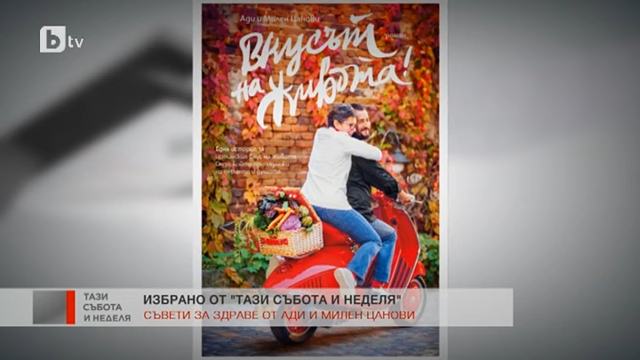 btv
Ади и Милен Цанови
Вкусът
на живота!
ИЗБРАНО ОТ "ТАЗИ СЪБОТА И НЕДЕЛЯ"
ТАЗИ
СЪБОТА
И НЕДЕЛЯ
СЪВЕТИ ЗА ЗДРАВЕ ОТ АДИ И МИЛЕН ЦАНОВИ